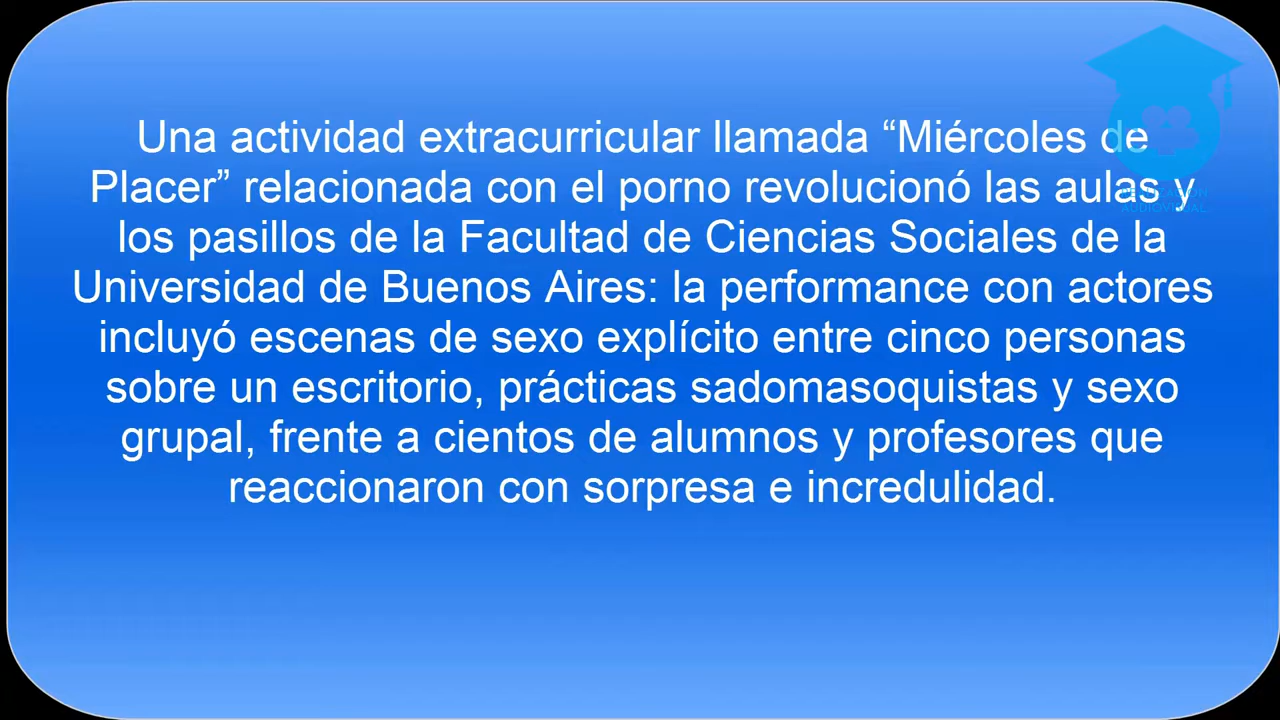 Una actividad extracurricular llamada “Miércoles de
Placer” relacionada con el porno revolucionó las aulas y
los pasillos de la Facultad de Ciencias Sociales de la
Universidad de Buenos Aires: la performance con actores
incluyó escenas de sexo explícito entre cinco personas
sobre un escritorio, prácticas sadomasoquistas y sexo
grupal, frente a cientos de alumnos y profesores que
reaccionaron con sorpresa e incredulidad.
AUDIOVISUAL